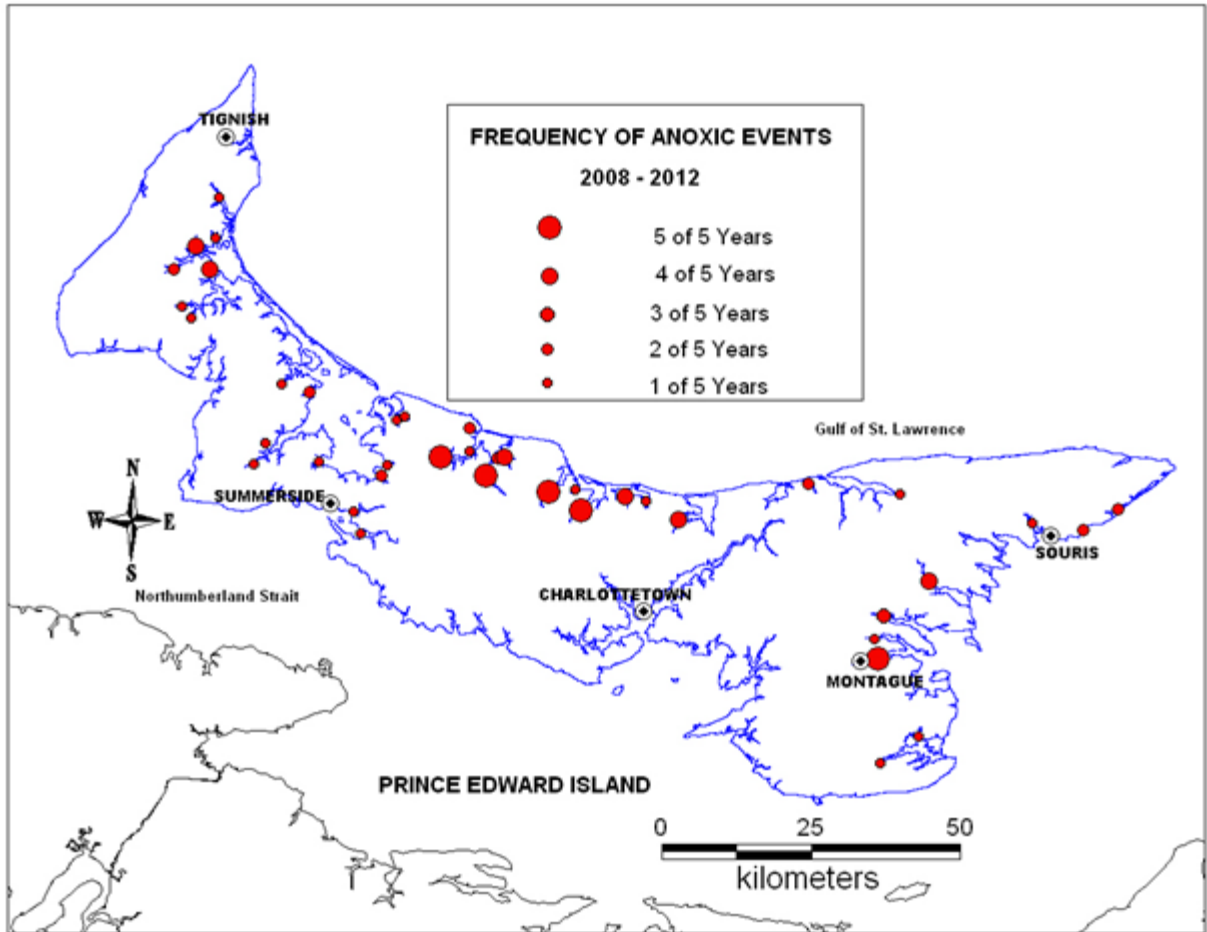 TIGNISH
FREQUENCY OF ANOXIC EVENTS
2008 - 2012
5 of 5 Years
4 of 5 Years
3 of 5 Years
2 of 5 Years
1 of 5 Years
Gulf of St. Lawrence
N
W E
S
SUMMERSIDE
SOURIS
Northumberland Strait
CHARLOTTETOWN
MONTAGUE
PRINCE EDWARD ISLAND
0 25 50
kilometers